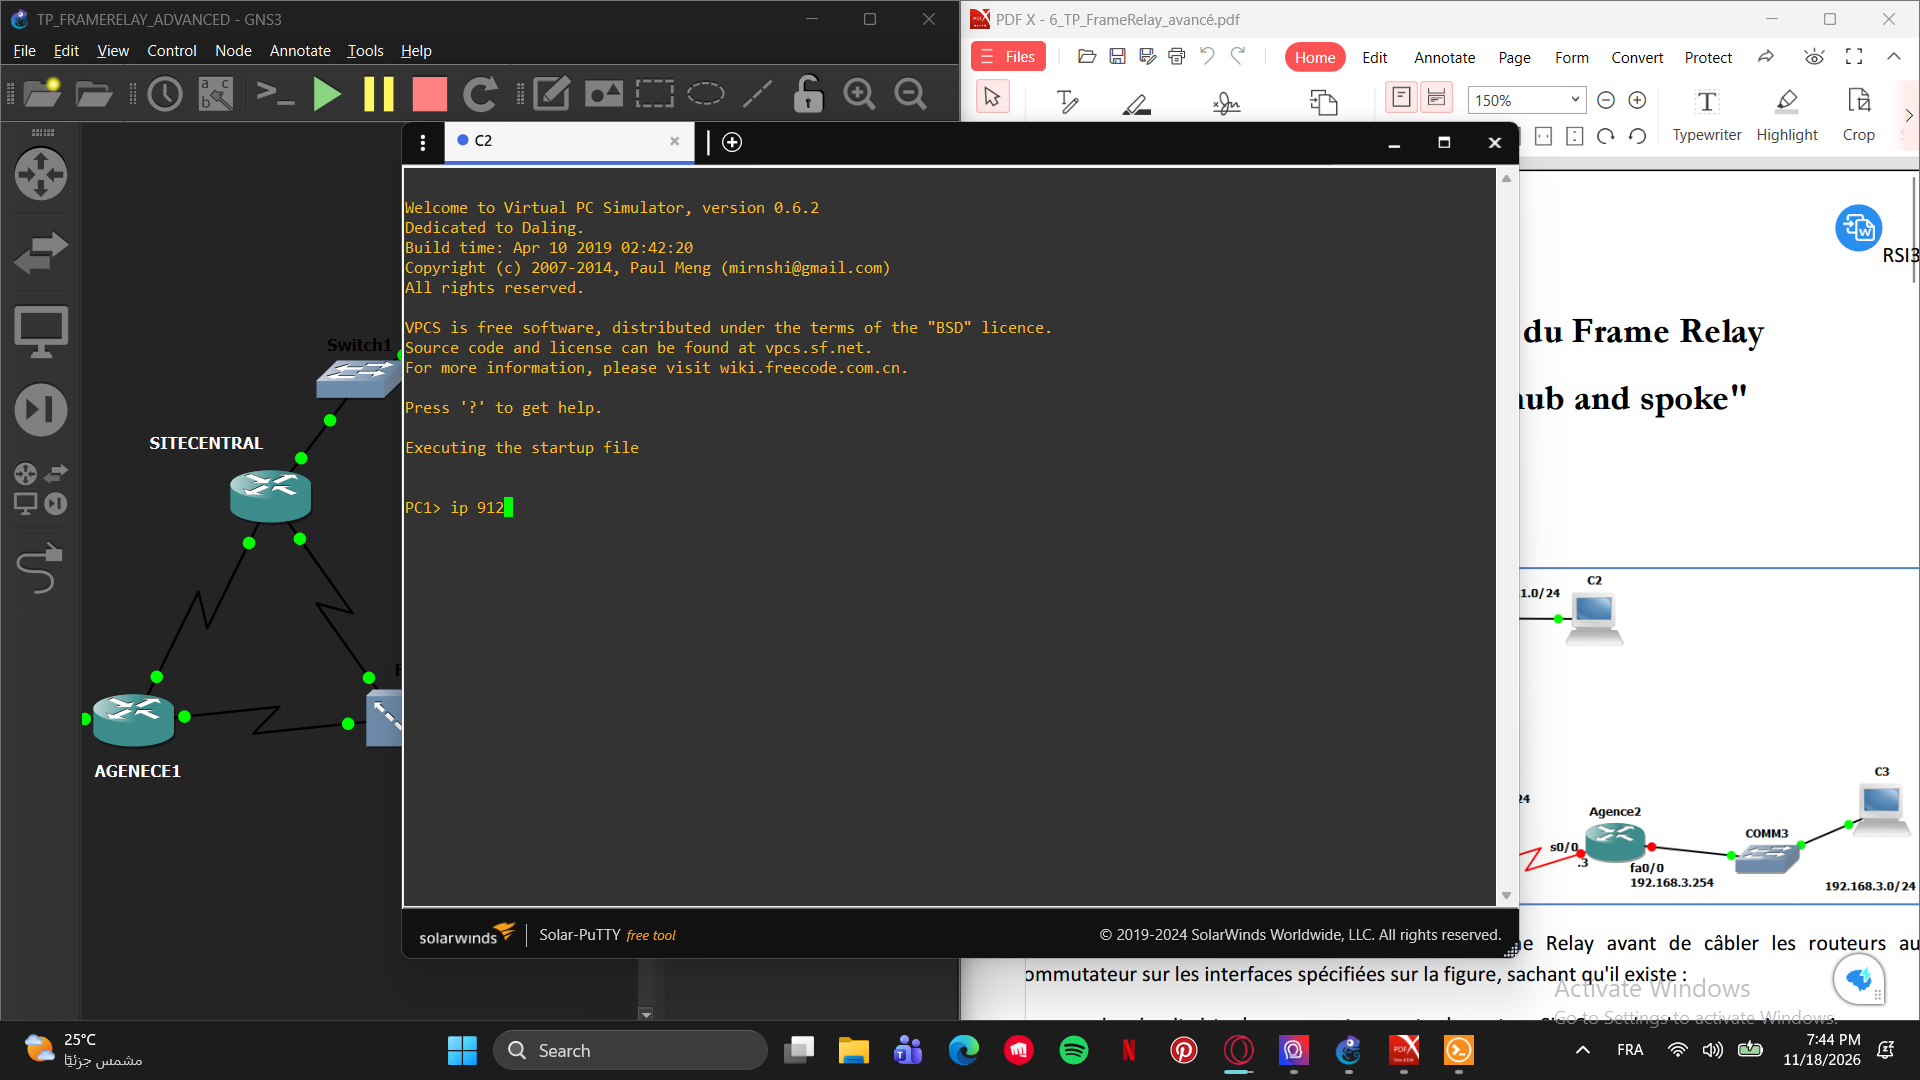 TP_FRAMERELAY_ADVANCED - GNS3
File Edit View Control Node Annotate Tools Help
Switch1
SITECENTRAL
AGENECE1
C2
Welcome to Virtual PC Simulator, version 0.6.2
Dedicated to Daling.
Build time: Apr 10 2019 02:42:20
Copyright (c) 2007-2014, Paul Meng (mirnshi@gmail.com)
All rights reserved.
VPCS is free software, distributed under the terms of the "BSD" licence.
Source code and license can be found at vpcs.sf.net.
For more information, please visit wiki.freecode.com.cn.
Press '?' to get help.
Executing the startup file
PC1> ip 912
solarwinds
Solar-PuTTY free tool
© 2019-2024 SolarWinds Worldwide, LLC. All rights reserved.
PDF X - 6_TP_FrameRelay_avancé.pdf
Files
Home Edit Annotate Page Form Convert Protect
150%
Typewriter Highlight Crop
RSI3
du Frame Relay
hub and spoke"
C2
1.0/24
C3
24
Agence2
s0/0
.3
fa0/0
192.168.3.254
COMM3
192.168.3.0/24
Relay avant de câbler les routeurs au
ommutateur sur les interfaces spécifiées sur la figure, sachant qu'il existe :
Activate Windows
Go to Settings to activate Windows.
25°C
مشمس جزئيًا
Search
FRA
7:44 PM
11/18/2026